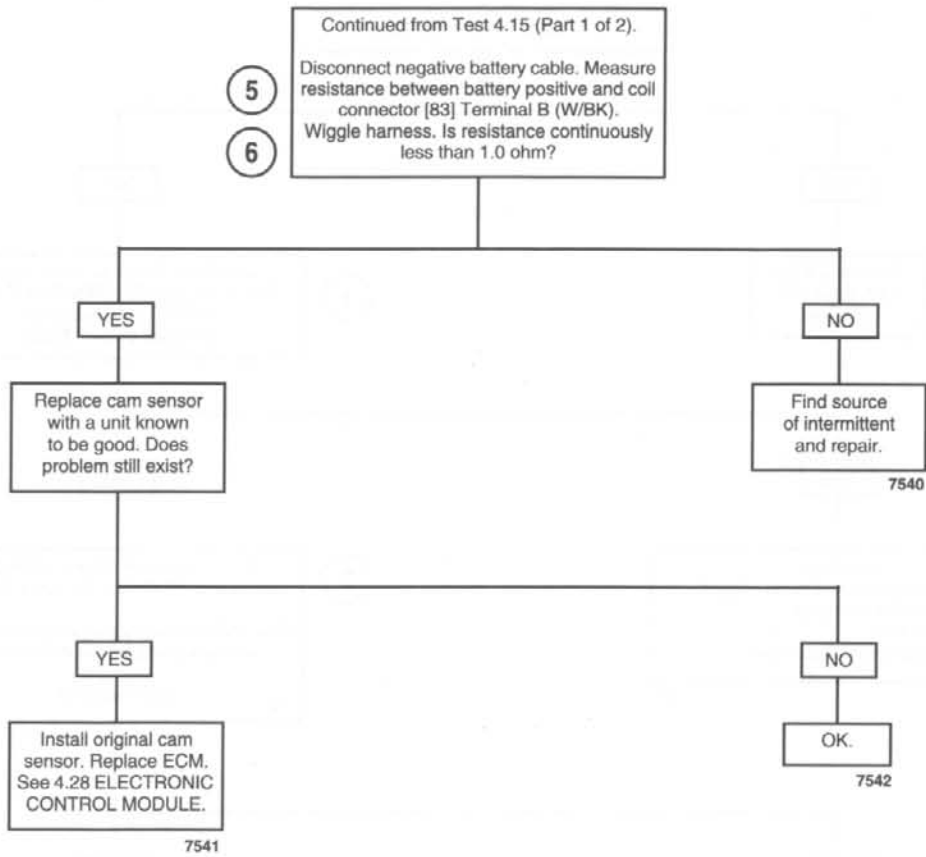 Continued from Test 4.15 (Part 1 of 2).
Disconnect negative battery cable. Measure
resistance between battery positive and coil
connector [83] Terminal B (W/BK).
Wiggle harness. Is resistance continuously
less than 1.0 ohm?
5
6
YES
NO
Replace cam sensor
with a unit known
to be good. Does
problem still exist?
Find source
of intermittent
and repair.
7540
YES
NO
Install original cam
sensor. Replace ECM.
See 4.28 ELECTRONIC
CONTROL MODULE.
7541
OK.
7542